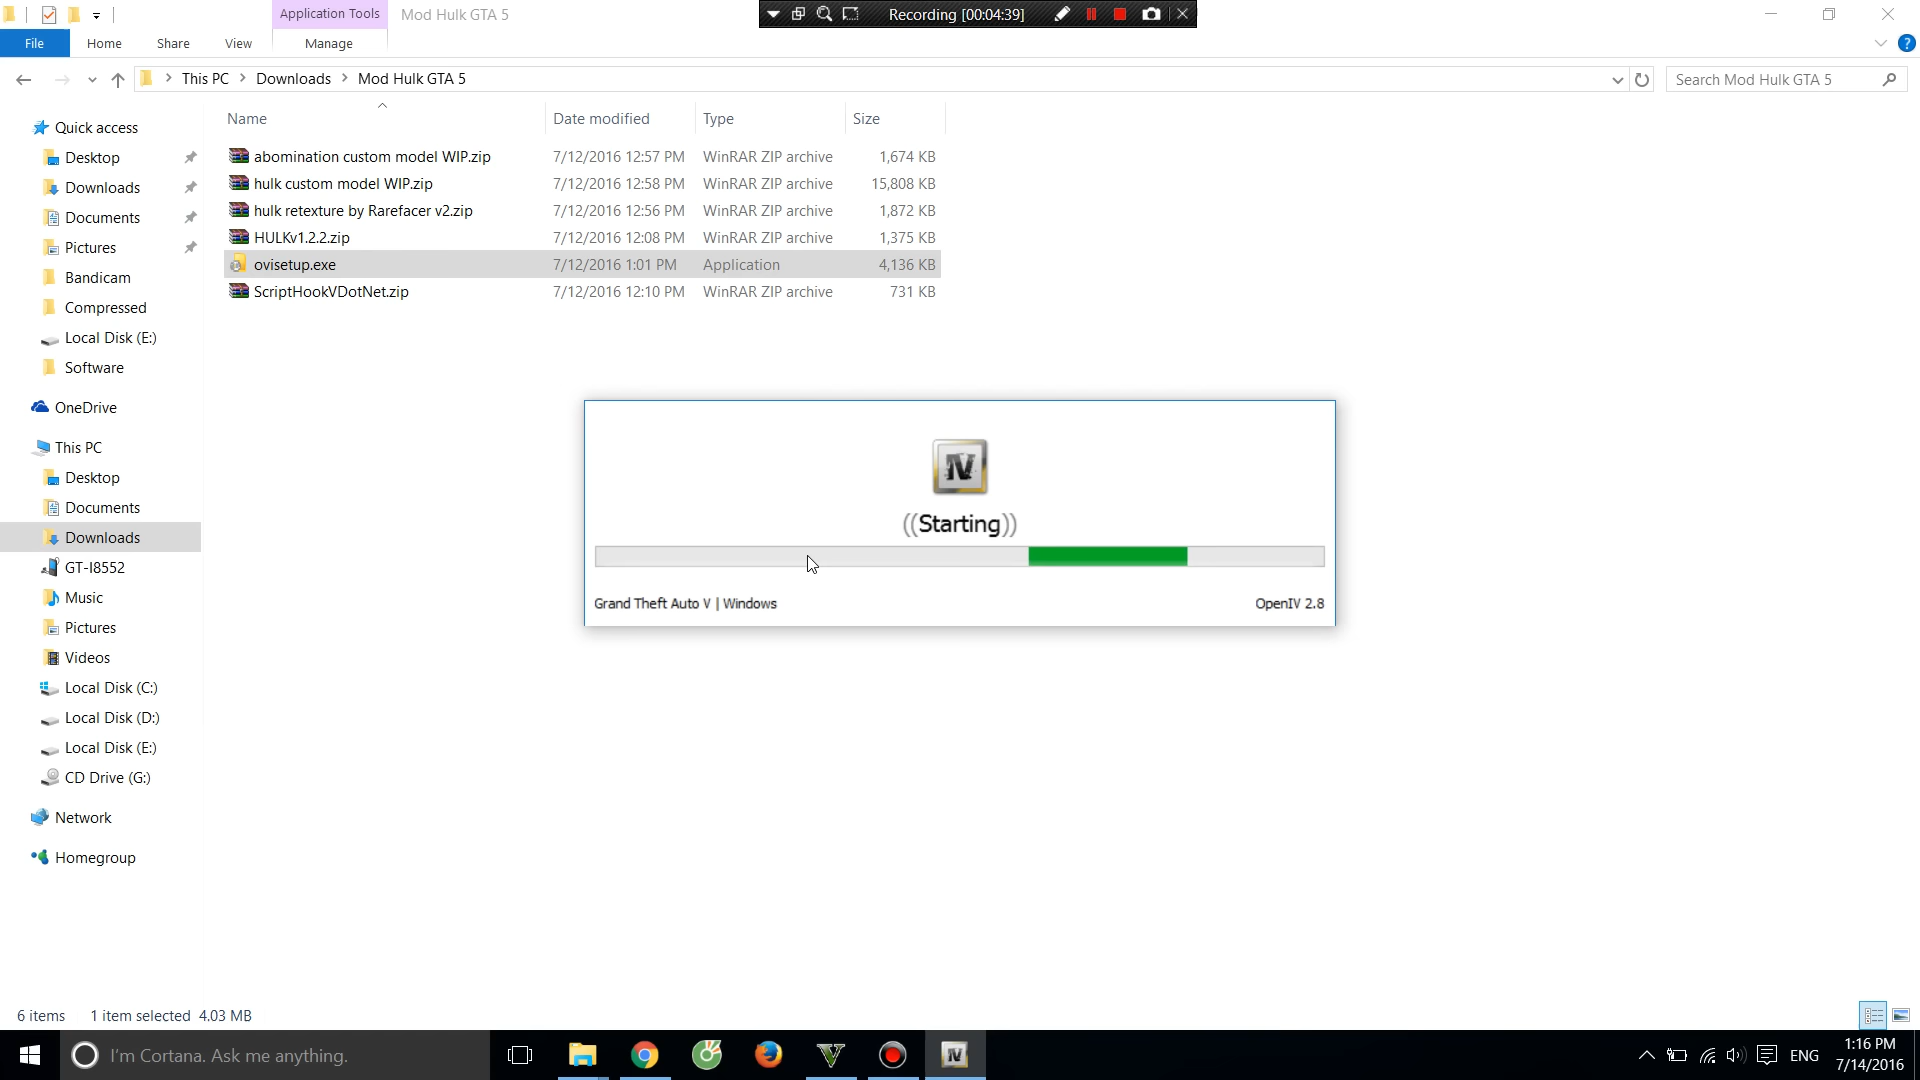 Application Tools
Mod Hulk GTA 5
Recording [00:04:39]
File
Home
Share
View
Manage
This PC
Downloads
Mod Hulk GTA 5
Search Mod Hulk GTA 5
Name
Date modified
Type
Size
abomination custom model WIP.zip 7/12/2016 12:57 PM WinRAR ZIP archive 1,674 KB
hulk custom model WIP.zip 7/12/2016 12:58 PM WinRAR ZIP archive 15,808 KB
hulk retexture by Rarefacer v2.zip 7/12/2016 12:56 PM WinRAR ZIP archive 1,872 KB
HULKv1.2.2.zip 7/12/2016 12:08 PM WinRAR ZIP archive 1,375 KB
ovisetup.exe 7/12/2016 1:01 PM Application 4,136 KB
ScriptHookVDotNet.zip 7/12/2016 12:10 PM WinRAR ZIP archive 731 KB
Quick access
Desktop
Downloads
Documents
Pictures
Bandicam
Compressed
Local Disk (E:)
Software
OneDrive
This PC
Desktop
Documents
Downloads
GT-I8552
Music
Pictures
Videos
Local Disk (C:)
Local Disk (D:)
Local Disk (E:)
CD Drive (G:)
Network
Homegroup
IV
((Starting))
Grand Theft Auto V | Windows
OpenIV 2.8
6 items
1 item selected 4.03 MB
I'm Cortana. Ask me anything.
V
IV
ENG
1:16 PM
7/14/2016